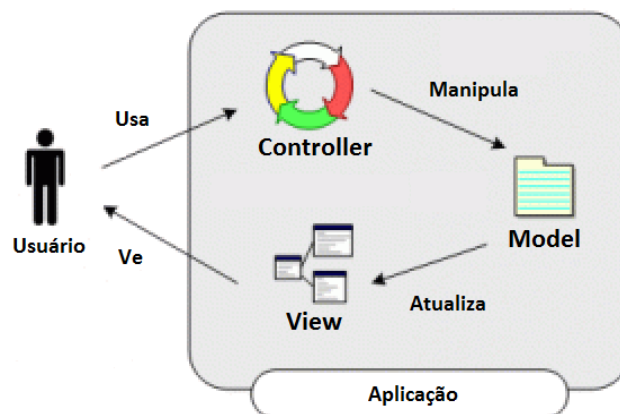 Usa
Controller
Manipula
Usuário
Ve
View
Model
Atualiza
Aplicação